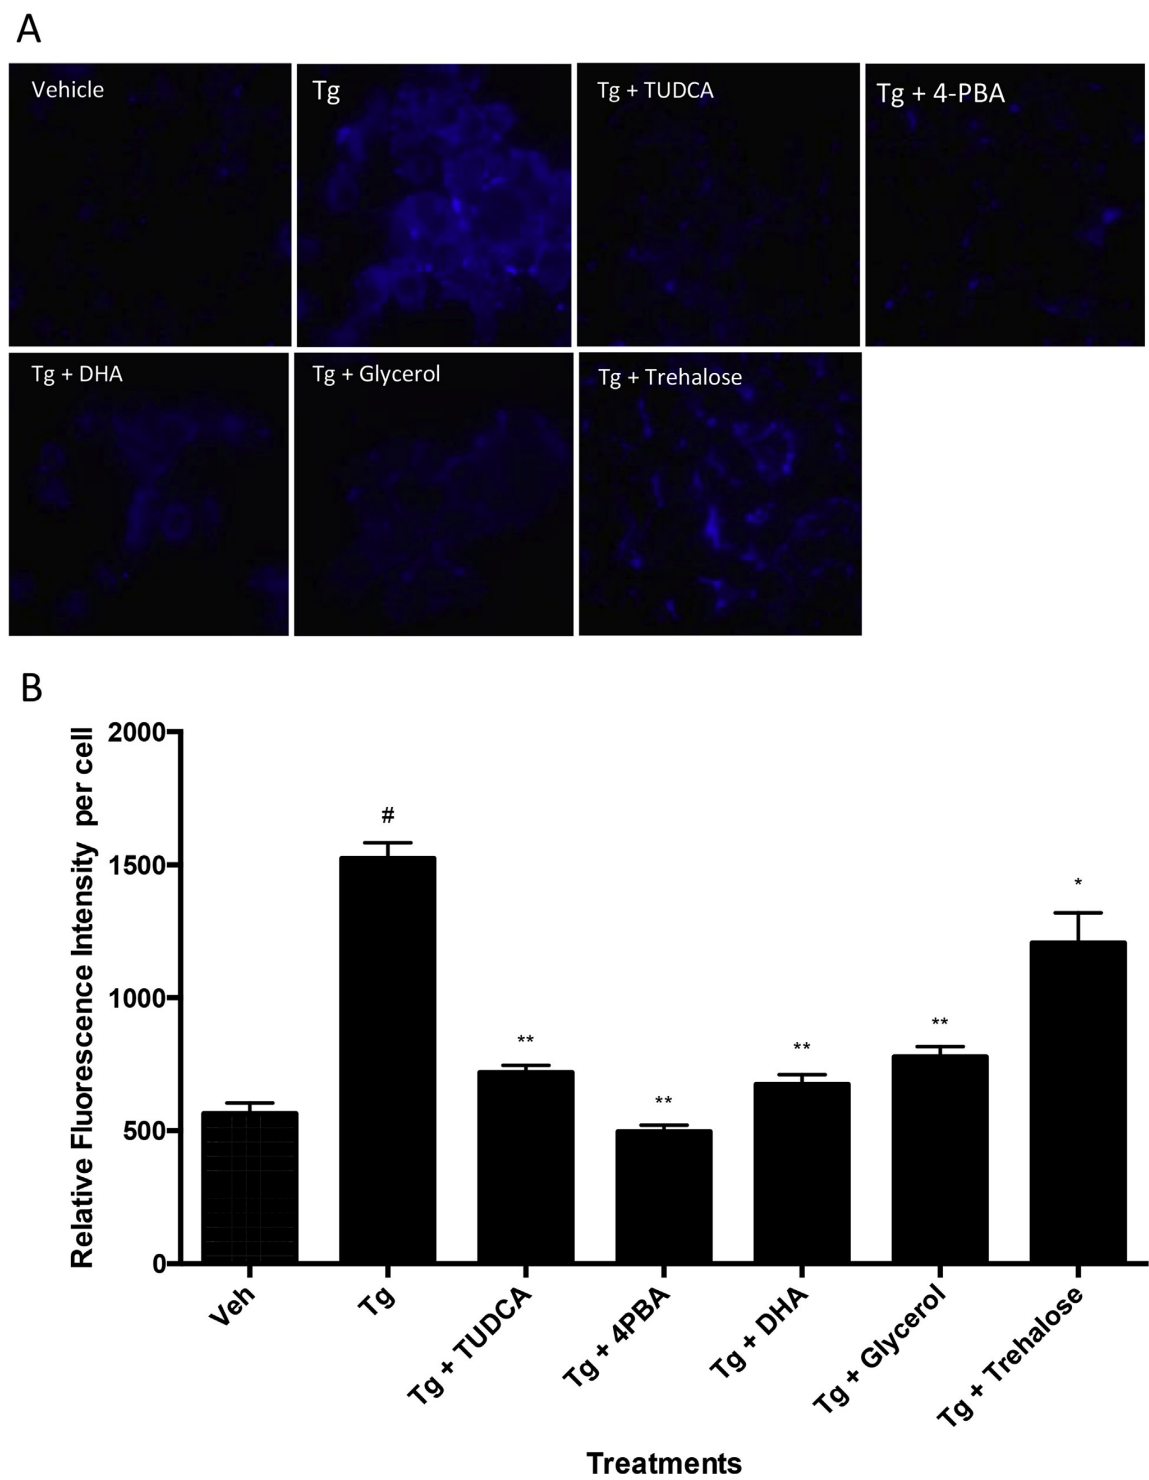 A
Vehicle
Tg
Tg + TUDCA
Tg + 4-PBA
Tg + DHA
Tg + Glycerol
Tg + Trehalose
B
Relative Fluorescence Intensity per cell
2000
1500
1000
500
0
#
**
**
**
**
*
Veh
Tg
Tg + TUDCA
Tg + 4PBA
Tg + DHA
Tg + Glycerol
Tg + Trehalose
Treatments